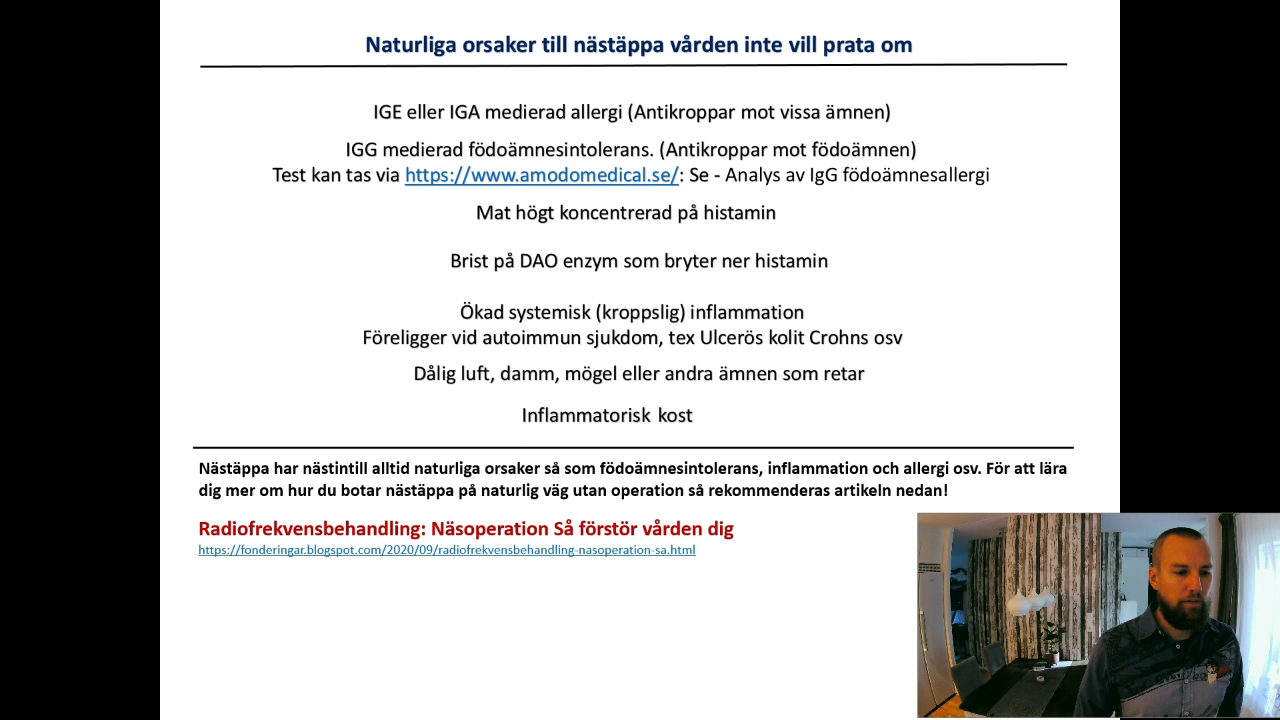 Naturliga orsaker till nästäppa vården inte vill prata om
IGE eller IGA medierad allergi (Antikroppar mot vissa ämnen)
IGG medierad födoämnesintolerans. (Antikroppar mot födoämnen)
Test kan tas via https://www.amodomedical.se/: Se - Analys av IgG födoämnesallergi
Mat högt koncentrerad på histamin
Brist på DAO enzym som bryter ner histamin
Ökad systemisk (kroppslig) inflammation
Föreligger vid autoimmun sjukdom, tex Ulcerös kolit Crohns osv
Dålig luft, damm, mögel eller andra ämnen som retar
Inflammatorisk kost
Nästäppa har nästintill alltid naturliga orsaker så som födoämnesintolerans, inflammation och allergi osv. För att lära
dig mer om hur du botar nästäppa på naturlig väg utan operation så rekommenderas artikeln nedan!
Radiofrekvensbehandling: Näsoperation Så förstör vården dig
https://fonderingar.blogspot.com/2020/09/radiofrekvensbehandling-nasoperation-sa.html